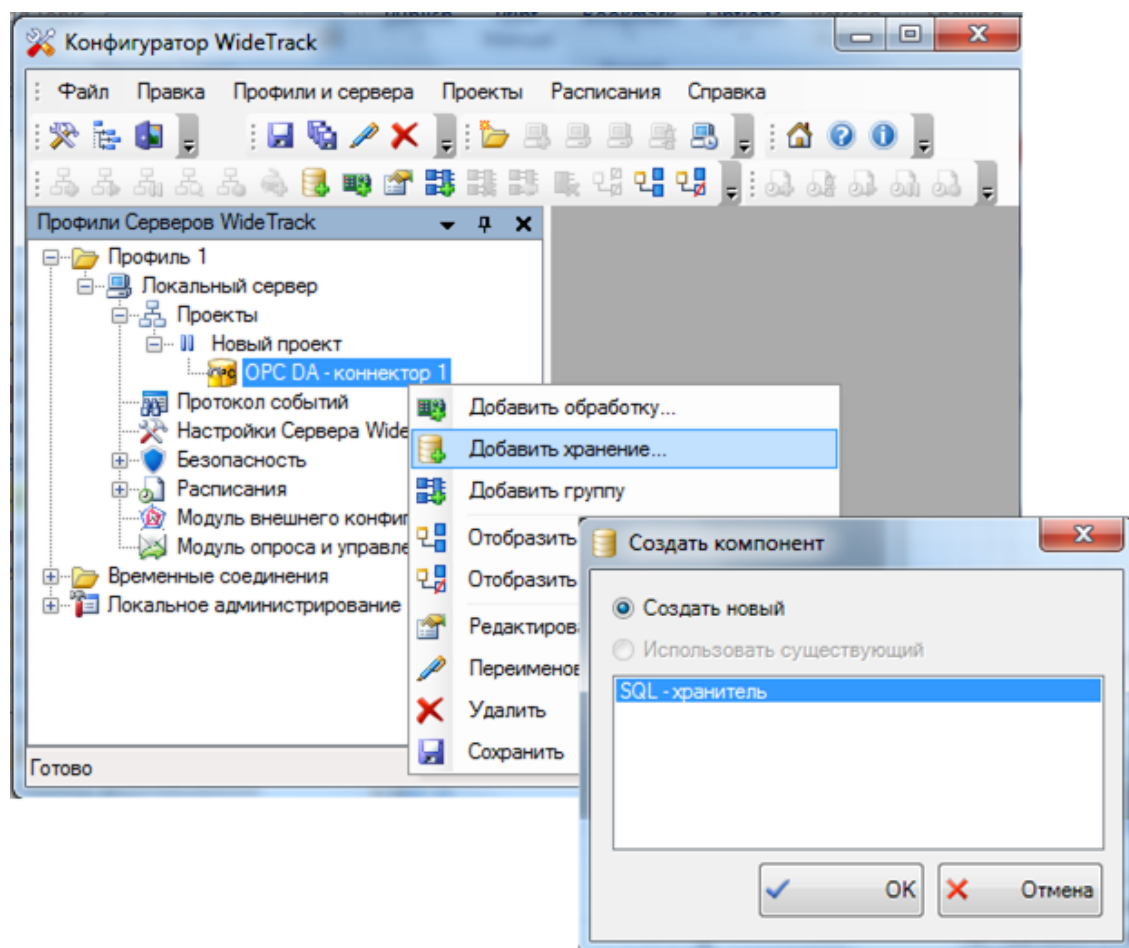 Конфигуратор WideTrack
Файл Правка Профили и сервера Проекты Расписания Справка
Профили Серверов WideTrack
Профиль 1
Локальный сервер
Проекты
Новый проект
OPC DA - коннектор 1
Протокол событий
Настройки Сервера Wide
Безопасность
Расписания
Модуль внешнего конфиг
Модуль опроса и управле
Временные соединения
Локальное администрирование
Готово
Добавить обработку...
Добавить хранение...
Добавить группу
Отобразить
Отобразить
Редактиров
Переименов
Удалить
Сохранить
Создать компонент
Создать новый
Использовать существующий
SQL - хранитель
OK
Отмена